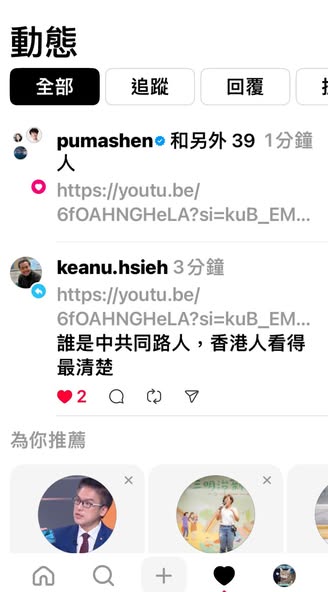 動態
全部 追蹤 回覆
pumashen 和另外 39 1分鐘
人
https://youtu.be/
6fOAHNGHeLA?si=kuB_EM...
keanu.hsieh 3分鐘
https://youtu.be/
6fOAHNGHeLA?si=kuB_EM...
誰是中共同路人，香港人看得
最清楚
2
為你推薦